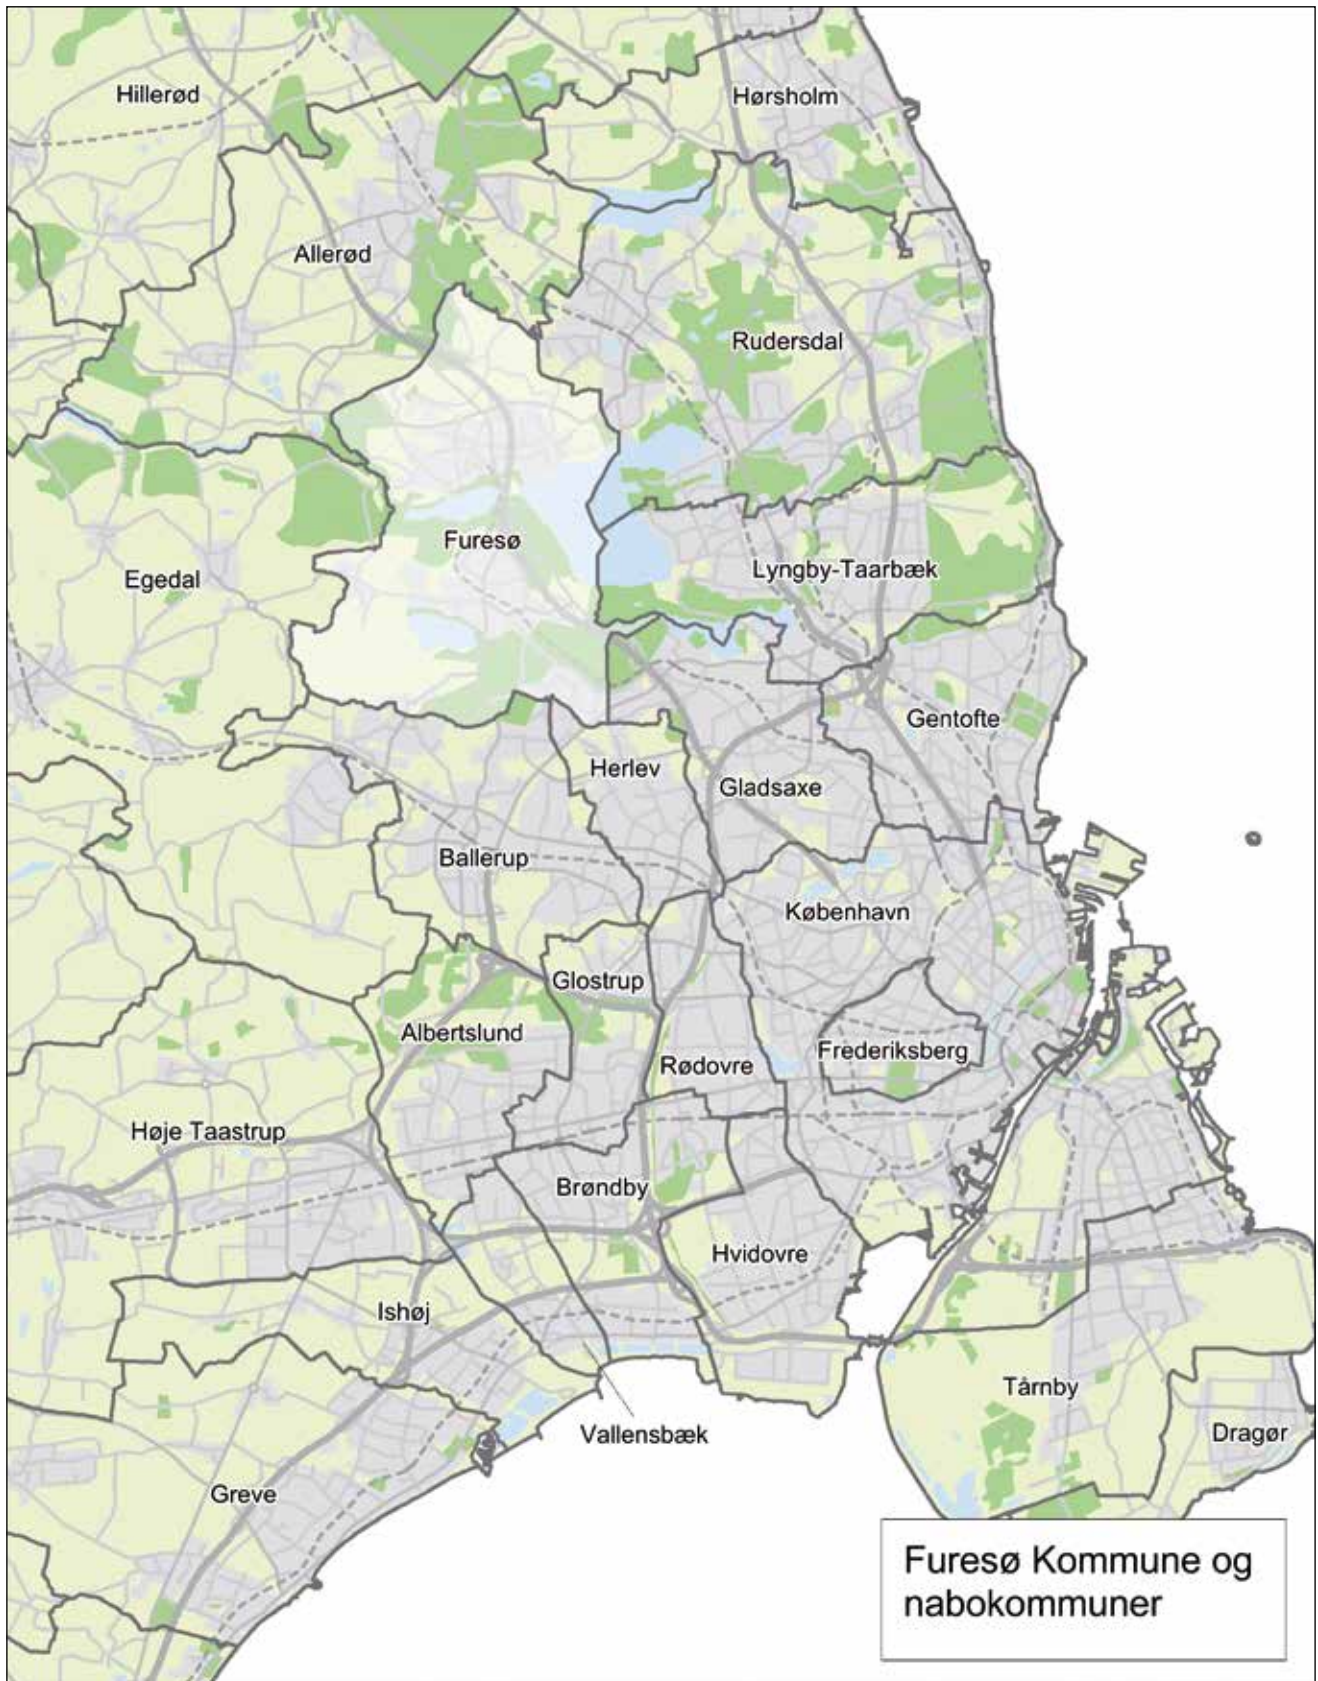 Hillerød
Hørsholm
Allerød
Rudersdal
Furesø
Egedal
Lyngby-Taarbæk
Gentofte
Herlev
Gladsaxe
Ballerup
København
Glostrup
Albertslund
Frederiksberg
Rødovre
Høje Taastrup
Brøndby
Hvidovre
Ishøj
Tårnby
Vallensbæk
Dragør
Greve
Furesø Kommune og
nabokommuner